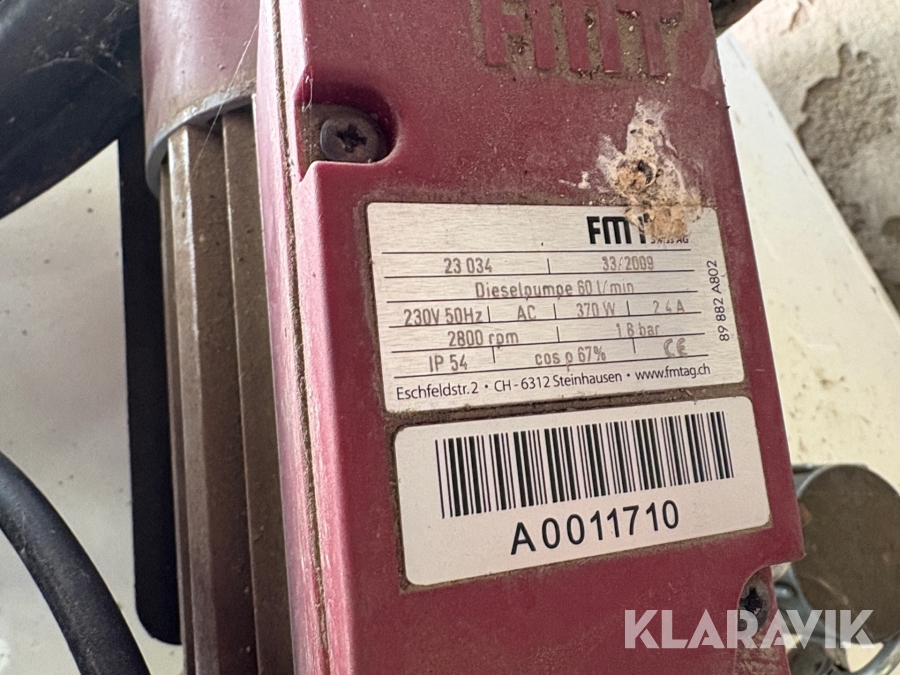 FMT
FMT
SWISS AG
23 034 33/2009
Dieselpumpe 60 l/min
230V 50Hz AC 370 W 2.4 A
2800 rpm 1.8 bar
IP 54 cos φ 67% CE
Eschfeldstr. 2 • CH - 6312 Steinhausen • www.fmtag.ch
89 882 A802
A0011710
KLARAVIK